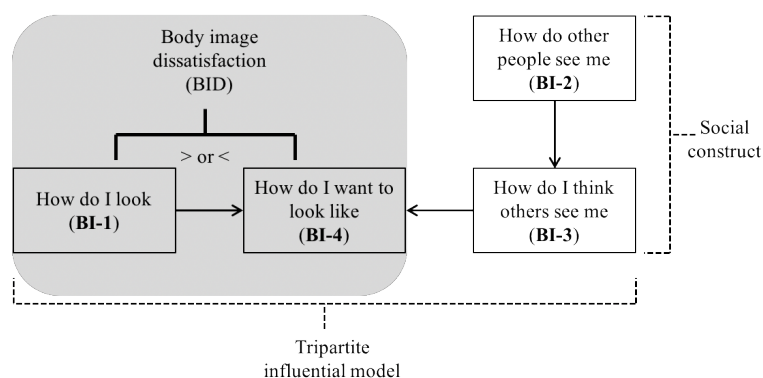 Body image
dissatisfaction
(BID)
> or <
How do I look
(BI-1)
How do I want to
look like
(BI-4)
How do other
people see me
(BI-2)
How do I think
others see me
(BI-3)
Social
construct
Tripartite
influential model